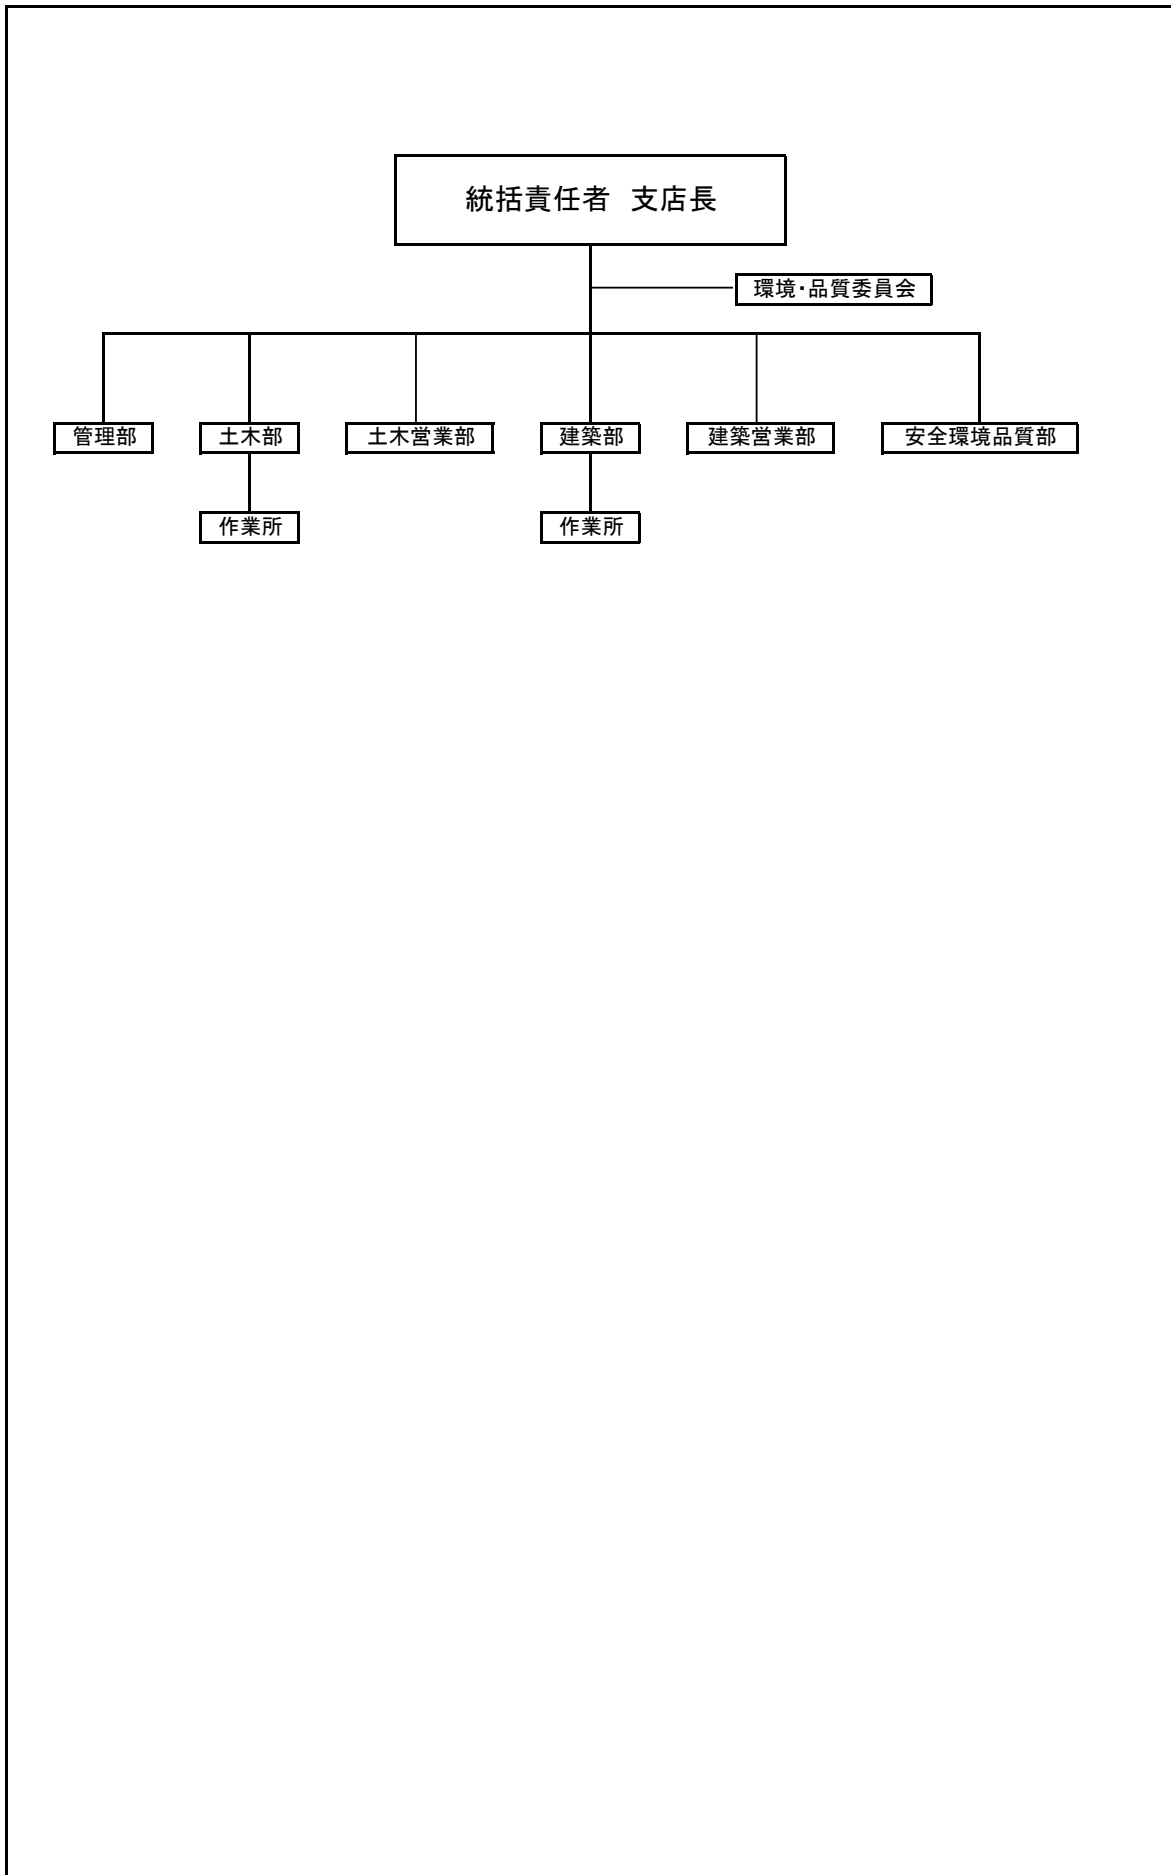 統括責任者　支店長
環境・品質委員会
管理部
土木部
土木営業部
建築部
建築営業部
安全環境品質部
作業所
作業所